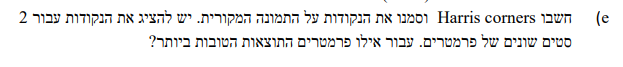 e) חשבו Harris corners וסמנו את הנקודות על התמונה המקורית. יש להציג את הנקודות עבור 2
סטים שונים של פרמטרים. עבור אילו פרמטרים התוצאות הטובות ביותר?